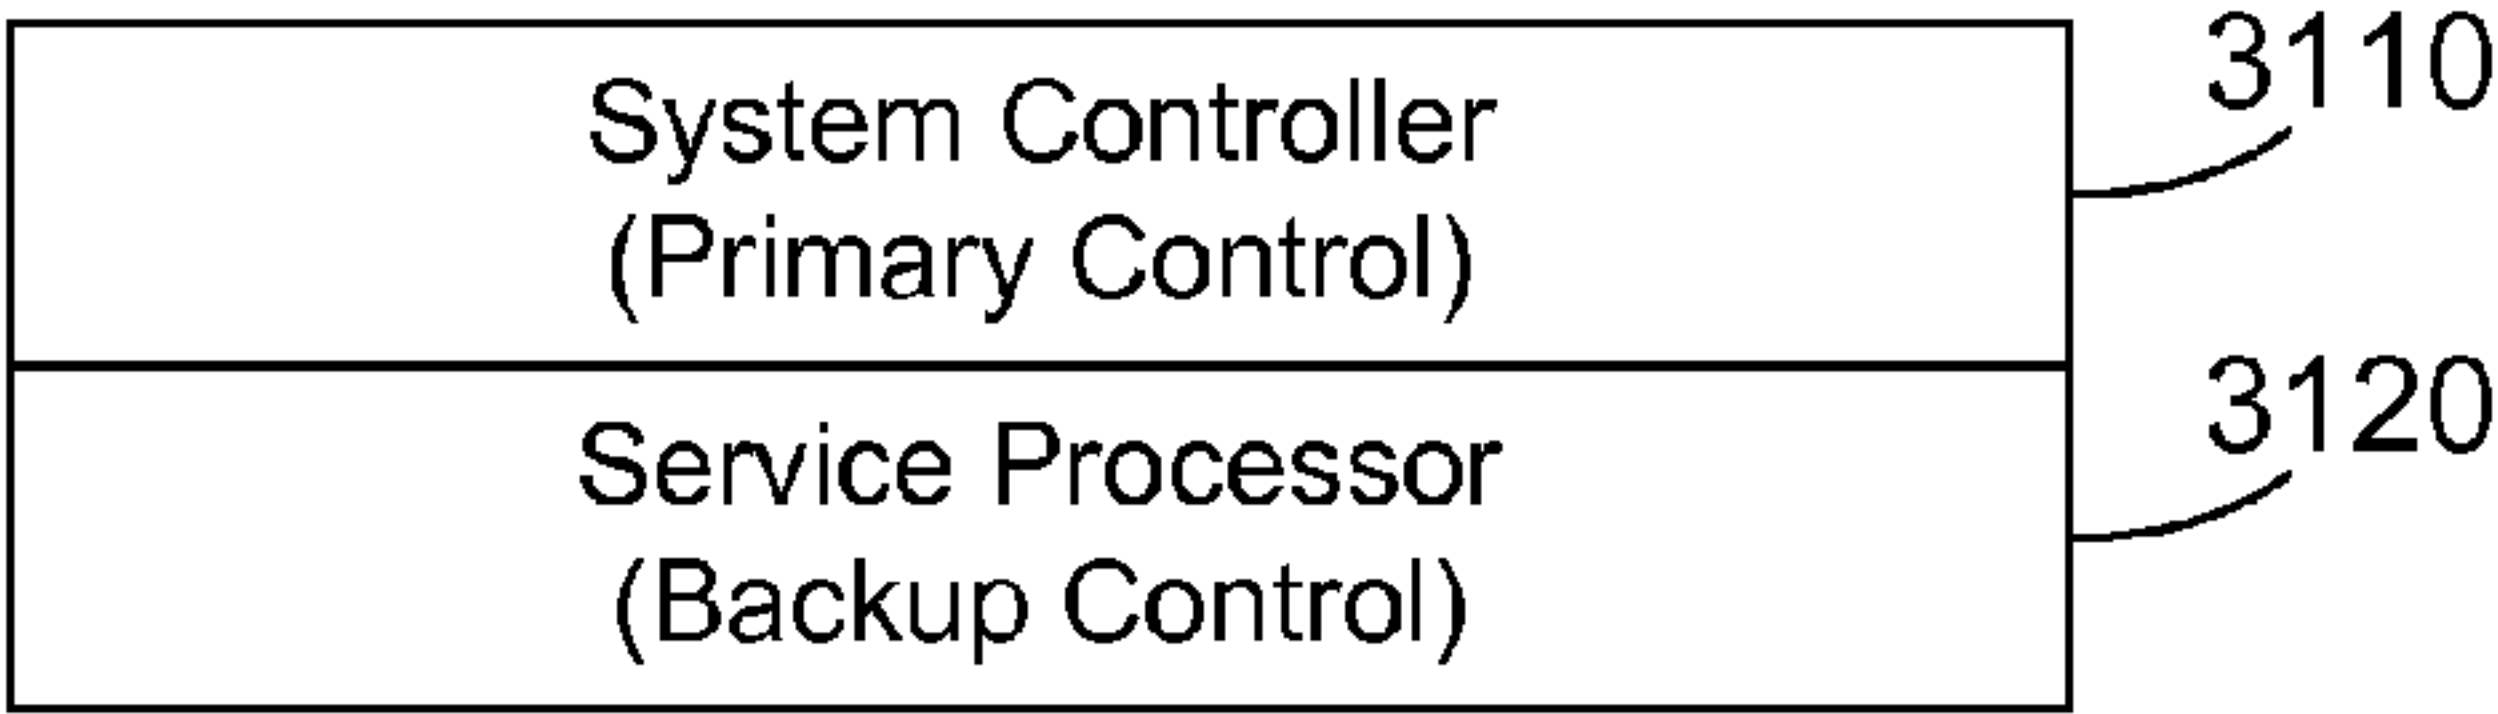 System Controller
(Primary Control)
3110
Service Processor
(Backup Control)
3120